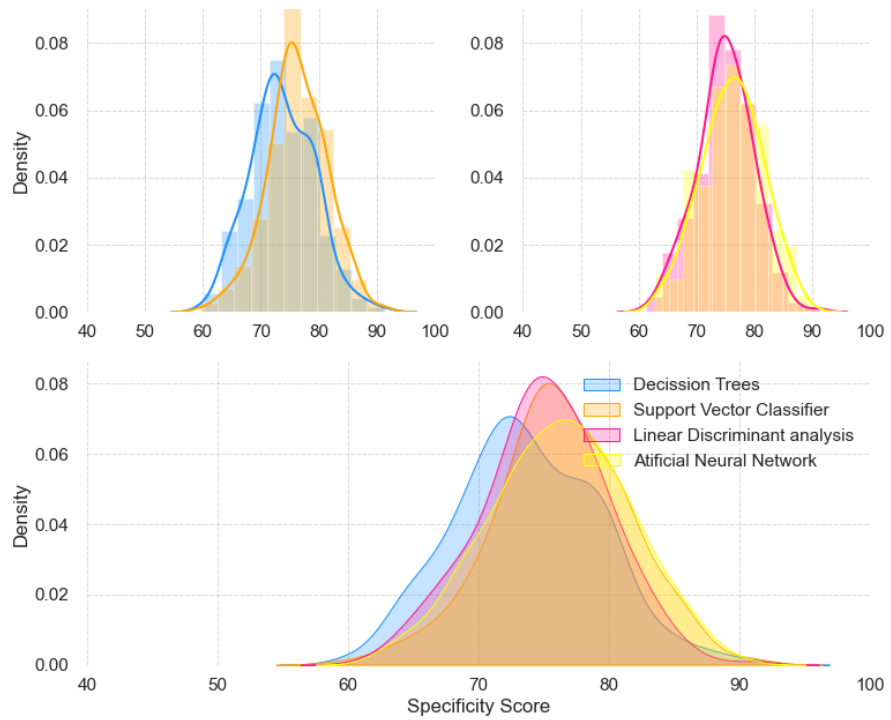 0.08
0.06
0.04
0.02
0.00
Density
40 50 60 70 80 90 100
0.08
0.06
0.04
0.02
0.00
40 50 60 70 80 90 100
0.08
0.06
0.04
0.02
0.00
Density
Decission Trees
Support Vector Classifier
Linear Discriminant analysis
Atificial Neural Network
40 50 60 70 80 90 100
Specificity Score